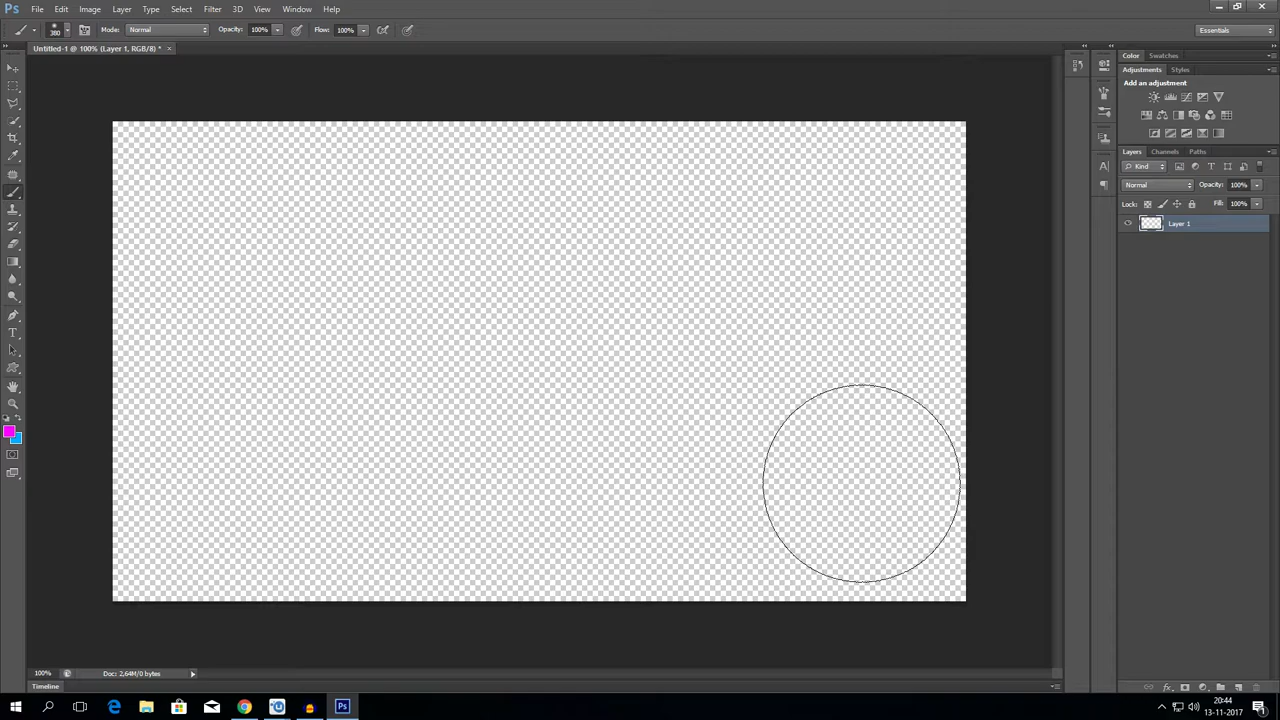 Ps File Edit Image Layer Type Select Filter 3D View Window Help
380 Mode: Normal Opacity: 100% Flow: 100% Essentials
Untitled-1 @ 100% (Layer 1, RGB/8) * ×
Color Swatches
Adjustments Styles
Add an adjustment
Layers Channels Paths
Kind
Normal Opacity: 100%
Lock: Fill: 100%
Layer 1
100% Doc: 2,64M/0 bytes
Timeline
Ps
20:44
13-11-2017